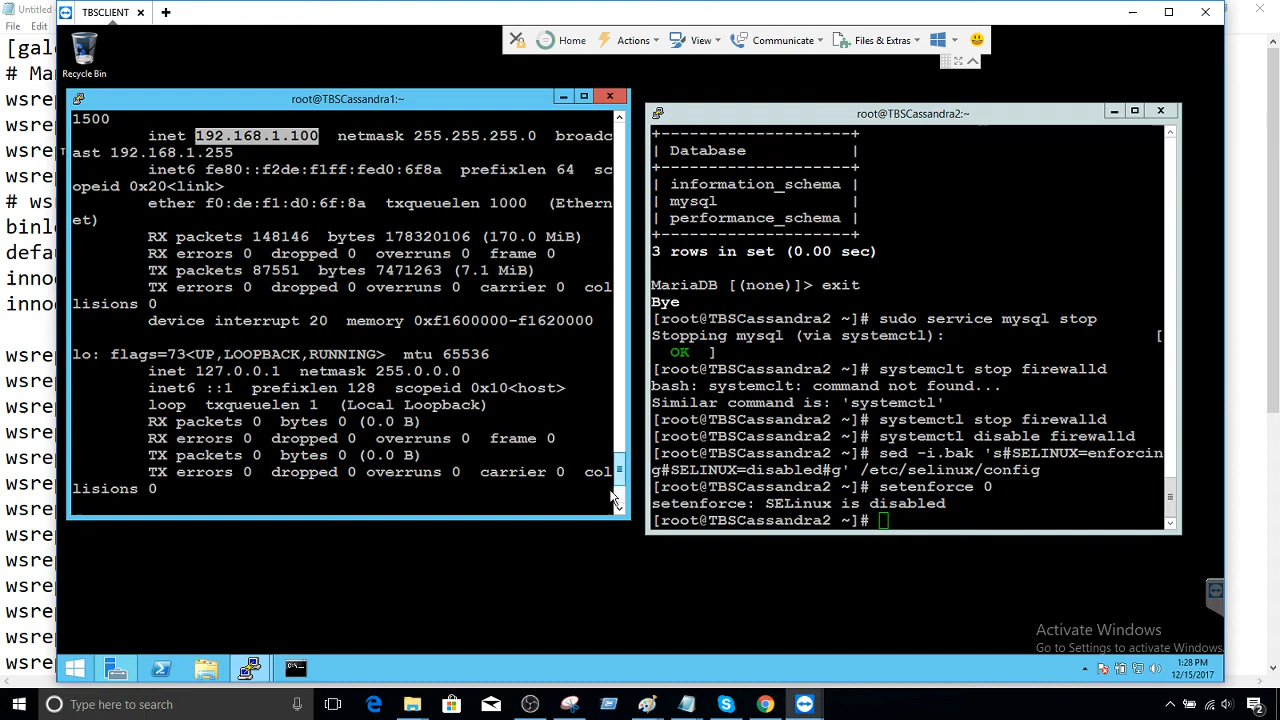 Untitled
TBSCLIENT
File Edit
Home Actions View Communicate Files & Extras
Recycle Bin
[gale
# Ma
wsre
wsre
wsre
wsre
# ws
binl
defa
inno
inno
wsre
wsre
wsre
wsre
wsre
wsre
wsre
wsre
wsre
wsre
wsre
wsre
wsre
root@TBSCassandra1:~
1500
inet 192.168.1.100 netmask 255.255.255.0 broadc
ast 192.168.1.255
inet6 fe80::f2de:f1ff:fed0:6f8a prefixlen 64 sc
opeid 0x20<link>
ether f0:de:f1:d0:6f:8a txqueuelen 1000 (Ethern
et)
RX packets 148146 bytes 178320106 (170.0 MiB)
RX errors 0 dropped 0 overruns 0 frame 0
TX packets 87551 bytes 7471263 (7.1 MiB)
TX errors 0 dropped 0 overruns 0 carrier 0 col
lisions 0
device interrupt 20 memory 0xf1600000-f1620000
lo: flags=73<UP,LOOPBACK,RUNNING> mtu 65536
inet 127.0.0.1 netmask 255.0.0.0
inet6 ::1 prefixlen 128 scopeid 0x10<host>
loop txqueuelen 1 (Local Loopback)
RX packets 0 bytes 0 (0.0 B)
RX errors 0 dropped 0 overruns 0 frame 0
TX packets 0 bytes 0 (0.0 B)
TX errors 0 dropped 0 overruns 0 carrier 0 col
lisions 0
root@TBSCassandra2:~
+--------------------+
| Database |
+--------------------+
| information_schema |
| mysql |
| performance_schema |
+--------------------+
3 rows in set (0.00 sec)
MariaDB [(none)]> exit
Bye
[root@TBSCassandra2 ~]# sudo service mysql stop
Stopping mysql (via systemctl): [
OK ]
[root@TBSCassandra2 ~]# systemclt stop firewalld
bash: systemclt: command not found...
Similar command is: 'systemctl'
[root@TBSCassandra2 ~]# systemctl stop firewalld
[root@TBSCassandra2 ~]# systemctl disable firewalld
[root@TBSCassandra2 ~]# sed -i.bak 's#SELINUX=enforcin
g#SELINUX=disabled#g' /etc/selinux/config
[root@TBSCassandra2 ~]# setenforce 0
setenforce: SELinux is disabled
[root@TBSCassandra2 ~]#
Activate Windows
Go to Settings to activate Windows.
1:28 PM
12/15/2017
Type here to search
2